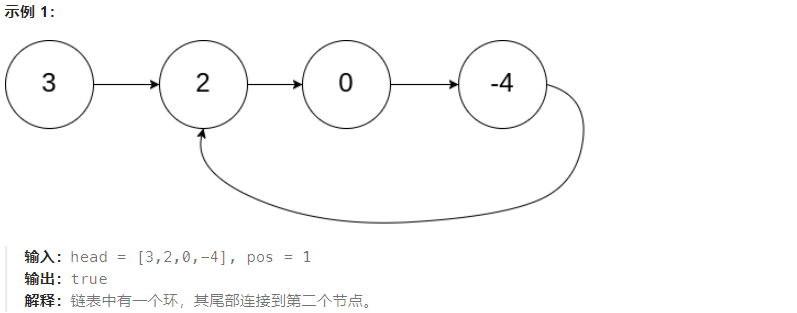 示例 1：
3 2 0 -4
输入：head = [3,2,0,-4], pos = 1
输出：true
解释：链表中有一个环，其尾部连接到第二个节点。